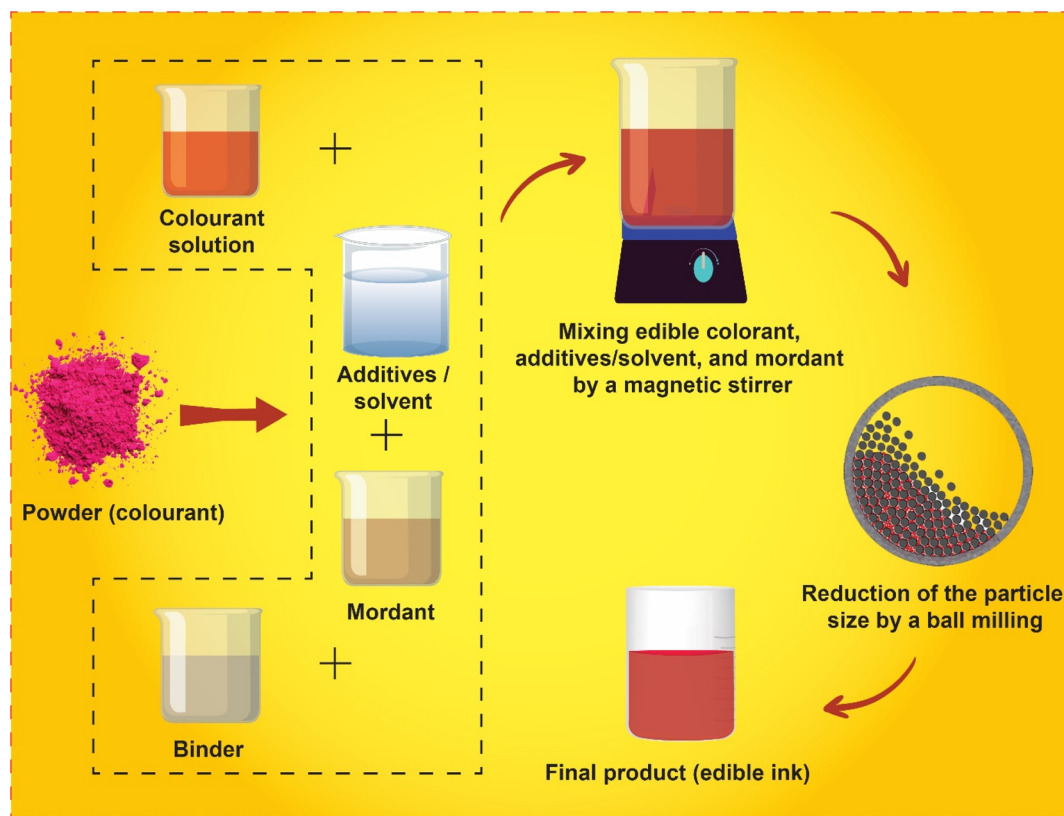 Colourant
solution
Additives /
solvent
Powder (colourant)
Mordant
Binder
Mixing edible colorant,
additives/solvent, and mordant
by a magnetic stirrer
Reduction of the particle
size by a ball milling
Final product (edible ink)